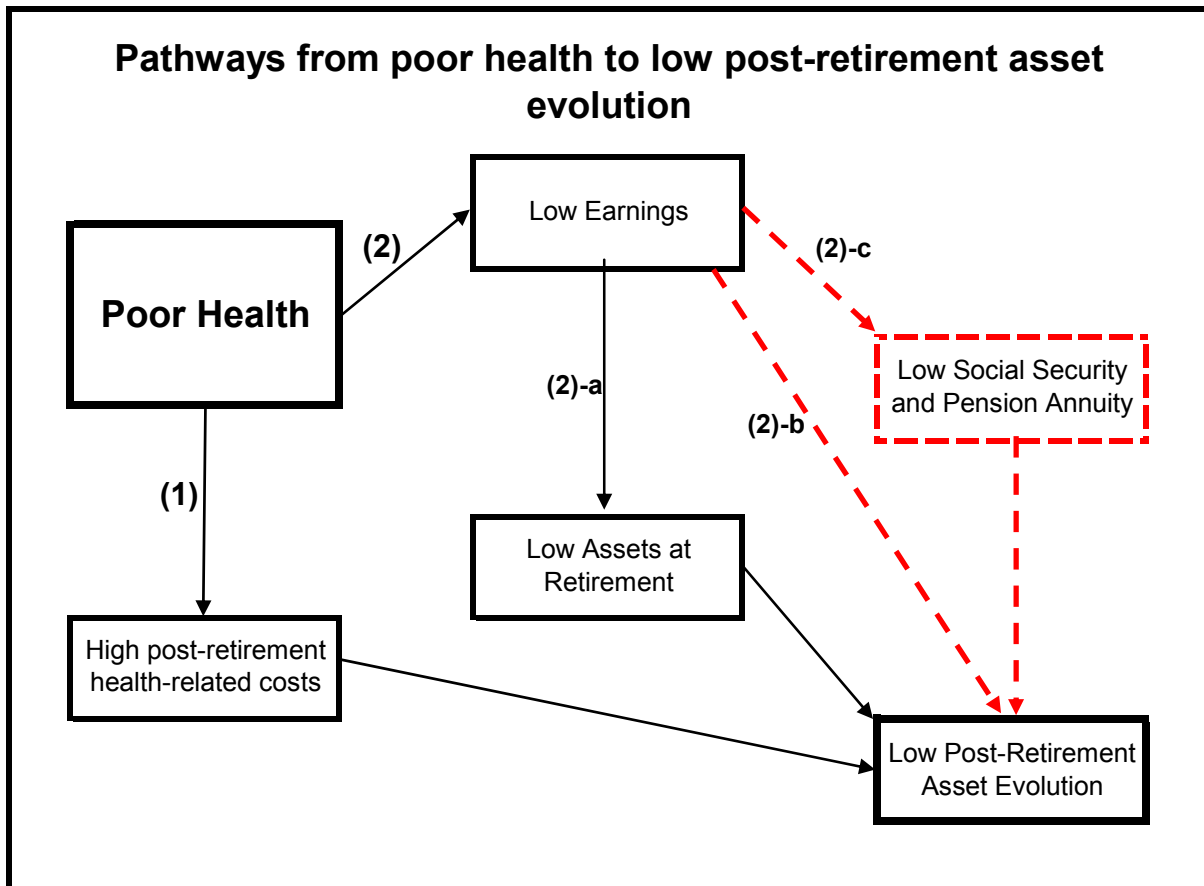 Pathways from poor health to low post-retirement asset
evolution
Low Earnings
(2)
(2)-c
Poor Health
Low Social Security
and Pension Annuity
(2)-a
(2)-b
(1)
Low Assets at
Retirement
High post-retirement
health-related costs
Low Post-Retirement
Asset Evolution